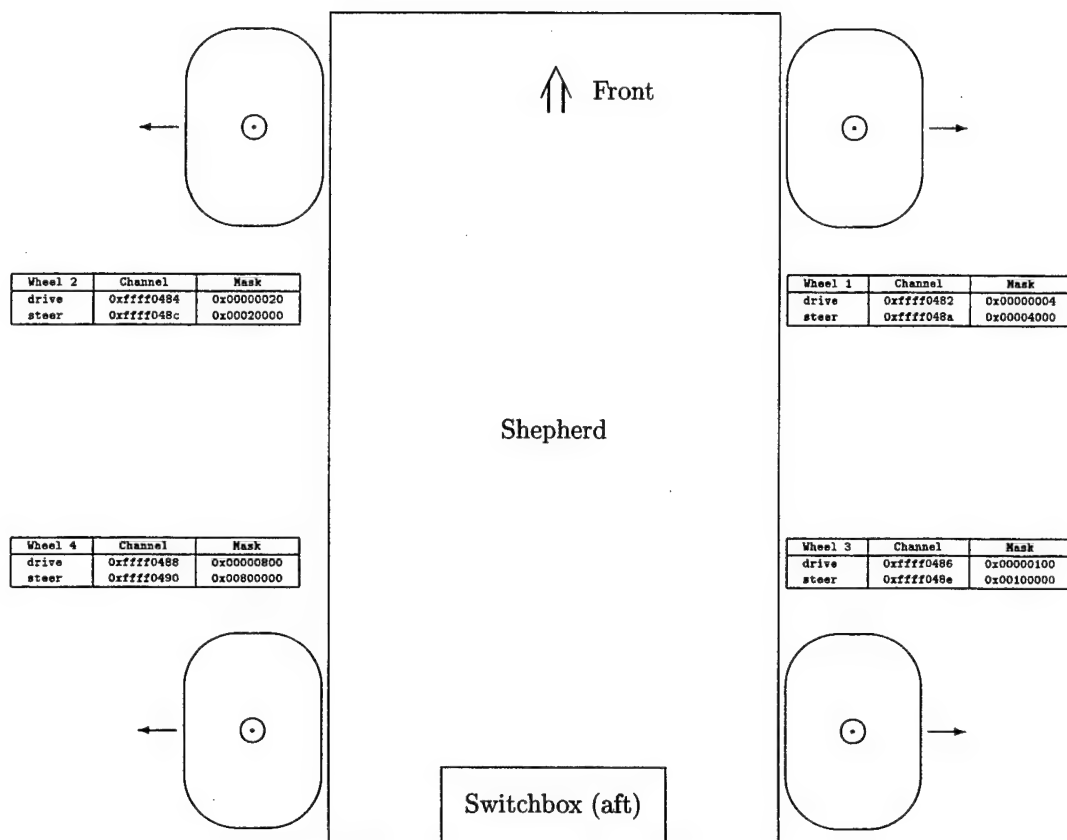 Front
Wheel 2 Channel Mask
drive 0xffff0484 0x00000020
steer 0xffff048c 0x00020000
Wheel 1 Channel Mask
drive 0xffff0482 0x00000004
steer 0xffff048a 0x00004000
Shepherd
Wheel 4 Channel Mask
drive 0xffff0488 0x00000800
steer 0xffff0490 0x00800000
Wheel 3 Channel Mask
drive 0xffff0486 0x00000100
steer 0xffff048e 0x00100000
Switchbox (aft)